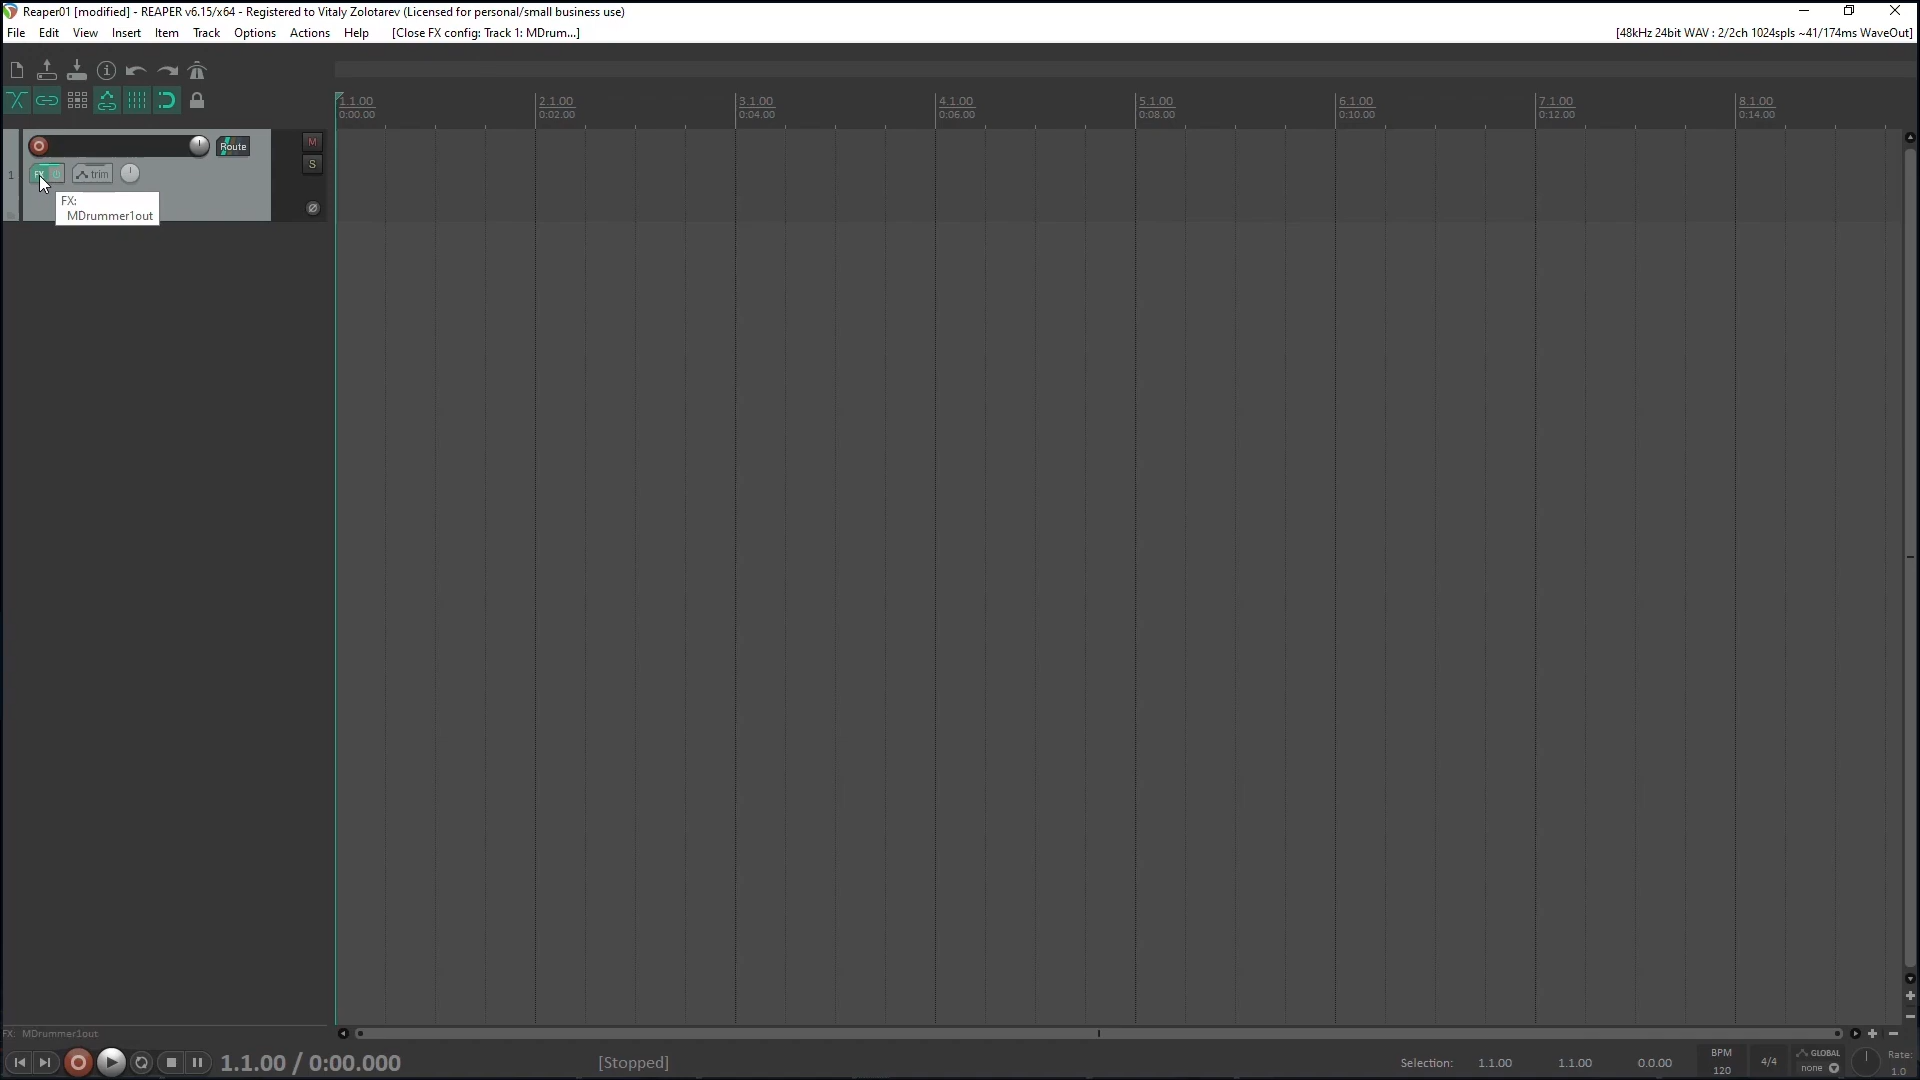 Reaper01 [modified] - REAPER v6.15/x64 - Registered to Vitaly Zolotarev (Licensed for personal/small business use)
File Edit View Insert Item Track Options Actions Help [Close FX config: Track 1: MDrum...] [48kHz 24bit WAV : 2/2ch 1024spls ~41/174ms WaveOut]
1.1.00 2.1.00 3.1.00 4.1.00 5.1.00 6.1.00 7.1.00 8.1.00
0:00.00 0:02.00 0:04.00 0:06.00 0:08.00 0:10.00 0:12.00 0:14.00
Route M
S
1 FX trim
FX:
MDrummer1out
FX: MDrummer1out
1.1.00 / 0:00.000 [Stopped] Selection: 1.1.00 1.1.00 0.0.00
BPM
120
4/4
GLOBAL
none
Rate:
1.0